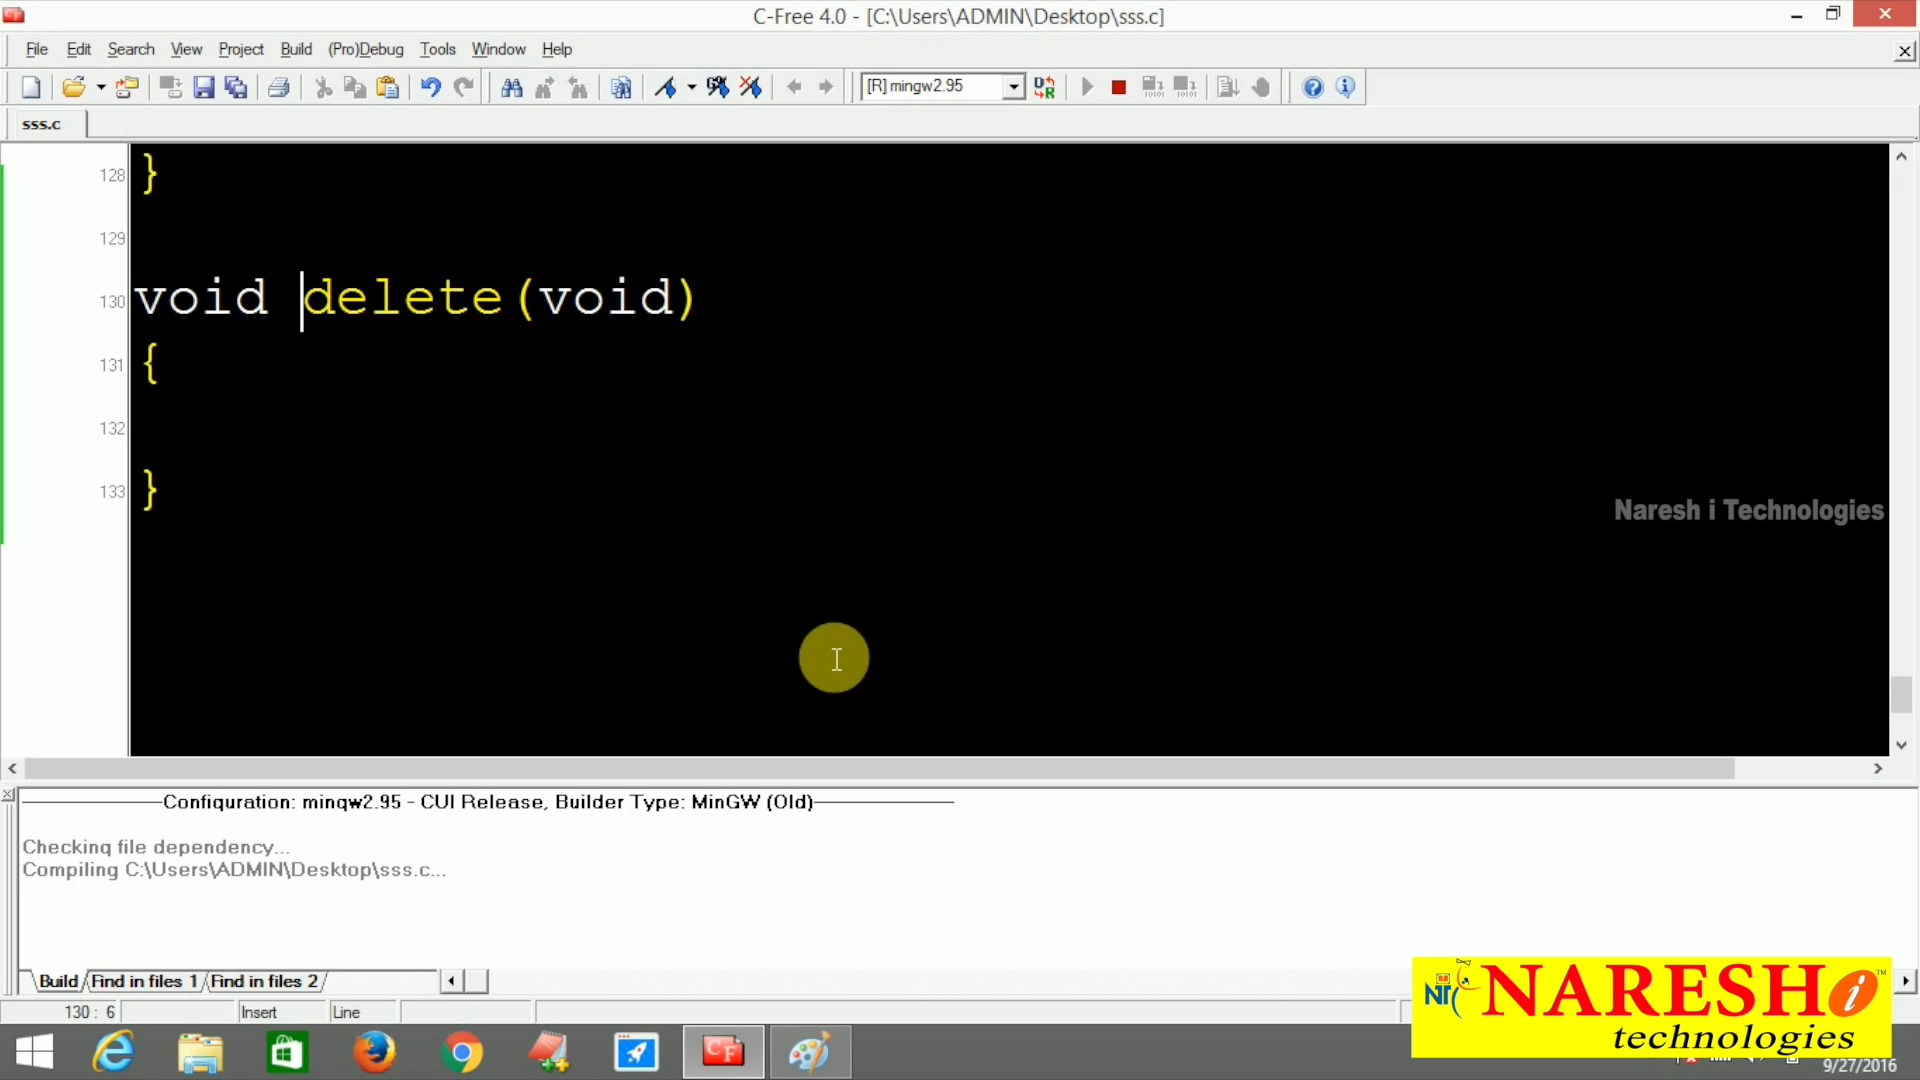 C-Free 4.0 - [C:\Users\ADMIN\Desktop\sss.c]
File Edit Search View Project Build (Pro)Debug Tools Window Help
[R] mingw2.95
sss.c
128 }
129
130 void delete(void)
131 {
132
133 }
Naresh i Technologies
Configuration: mingw2.95 - CUI Release, Builder Type: MinGW (Old)
Checking file dependency...
Compiling C:\Users\ADMIN\Desktop\sss.c...
Build Find in files 1 Find in files 2
130 : 6 Insert Line
NARESH i ™
technologies
9/27/2016